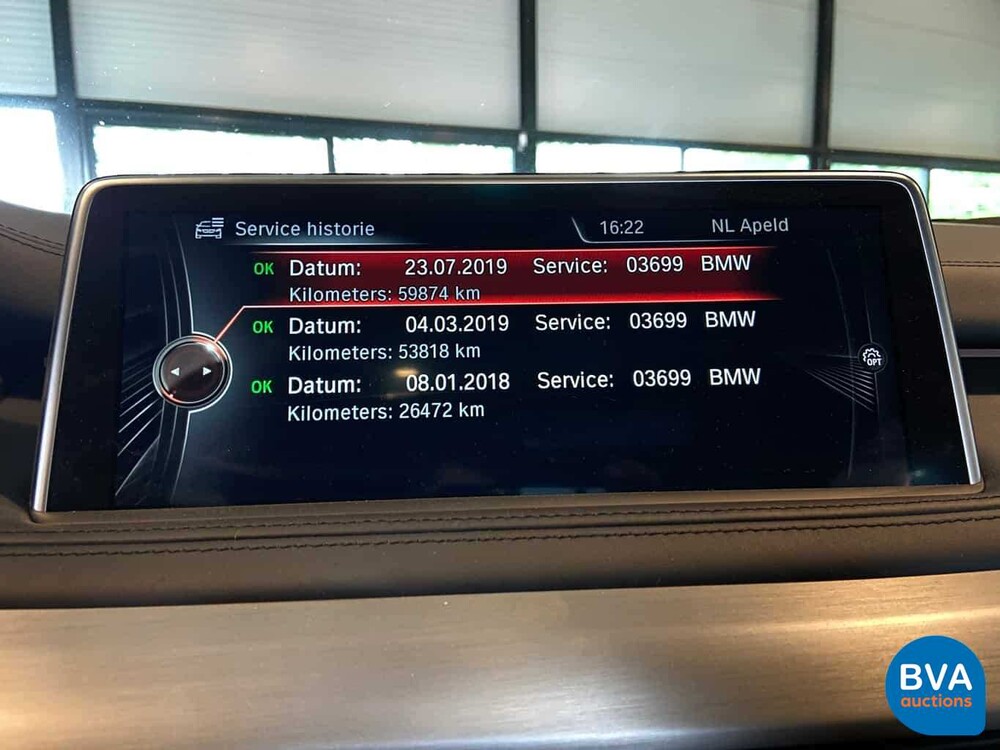 Service historie 16:22 NL Apeld
OK Datum: 23.07.2019 Service: 03699 BMW
Kilometers: 59874 km
OK Datum: 04.03.2019 Service: 03699 BMW
Kilometers: 53818 km
OPT
OK Datum: 08.01.2018 Service: 03699 BMW
Kilometers: 26472 km
BVA
auctions